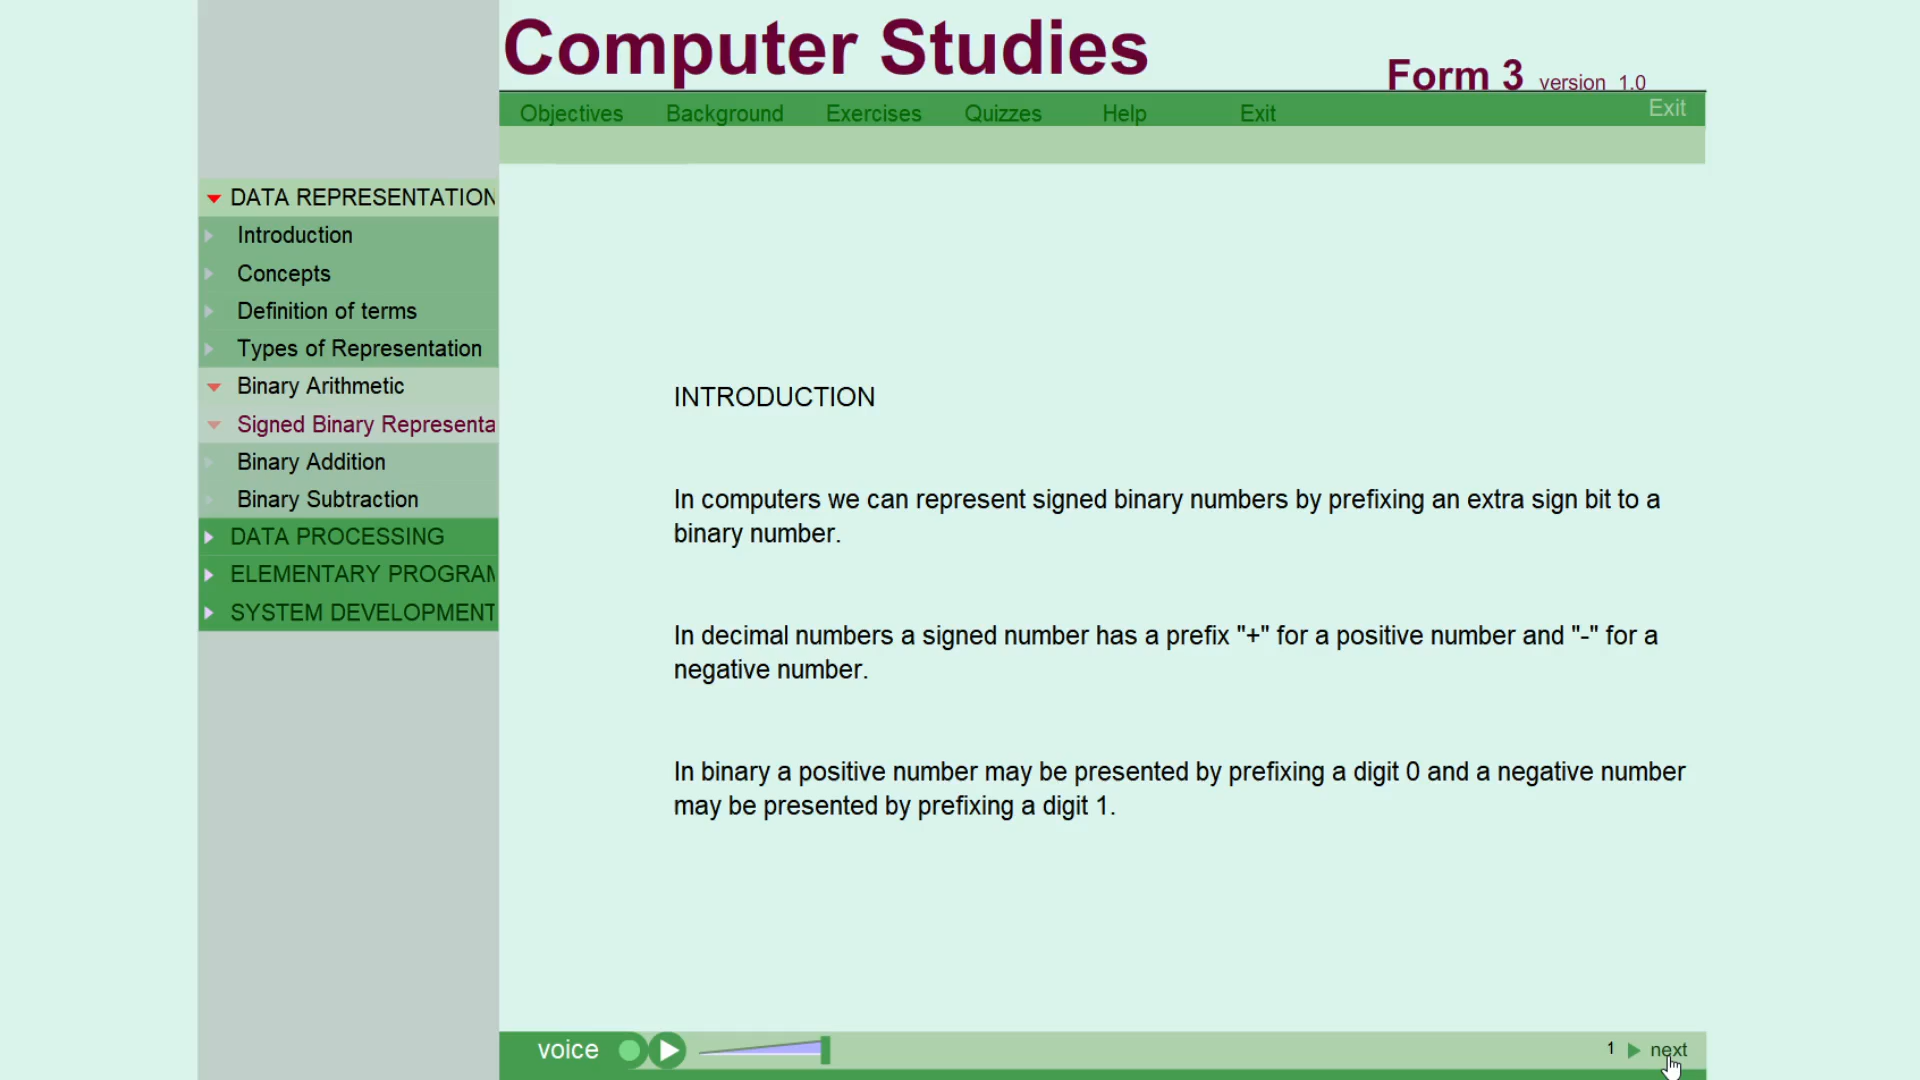 Computer Studies
Form 3 version 1.0
Objectives Background Exercises Quizzes Help Exit Exit
DATA REPRESENTATION
Introduction
Concepts
Definition of terms
Types of Representation
Binary Arithmetic
Signed Binary Representa
Binary Addition
Binary Subtraction
DATA PROCESSING
ELEMENTARY PROGRAM
SYSTEM DEVELOPMENT
INTRODUCTION
In computers we can represent signed binary numbers by prefixing an extra sign bit to a
binary number.
In decimal numbers a signed number has a prefix "+" for a positive number and "-" for a
negative number.
In binary a positive number may be presented by prefixing a digit 0 and a negative number
may be presented by prefixing a digit 1.
voice 1 next